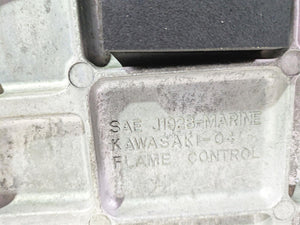 SAE J1928-MARINE
KAWASAKI-04
FLAME CONTROL